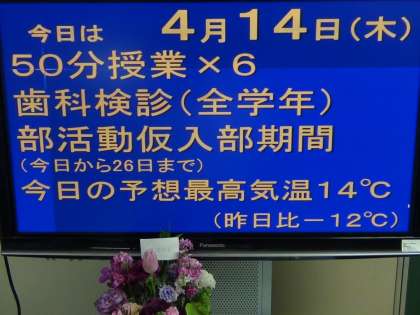 今日は 4月14日(木)
50分授業×6
歯科検診(全学年)
部活動仮入部期間
(今日から26日まで)
今日の予想最高気温14℃
(昨日比－12℃)
Panasonic